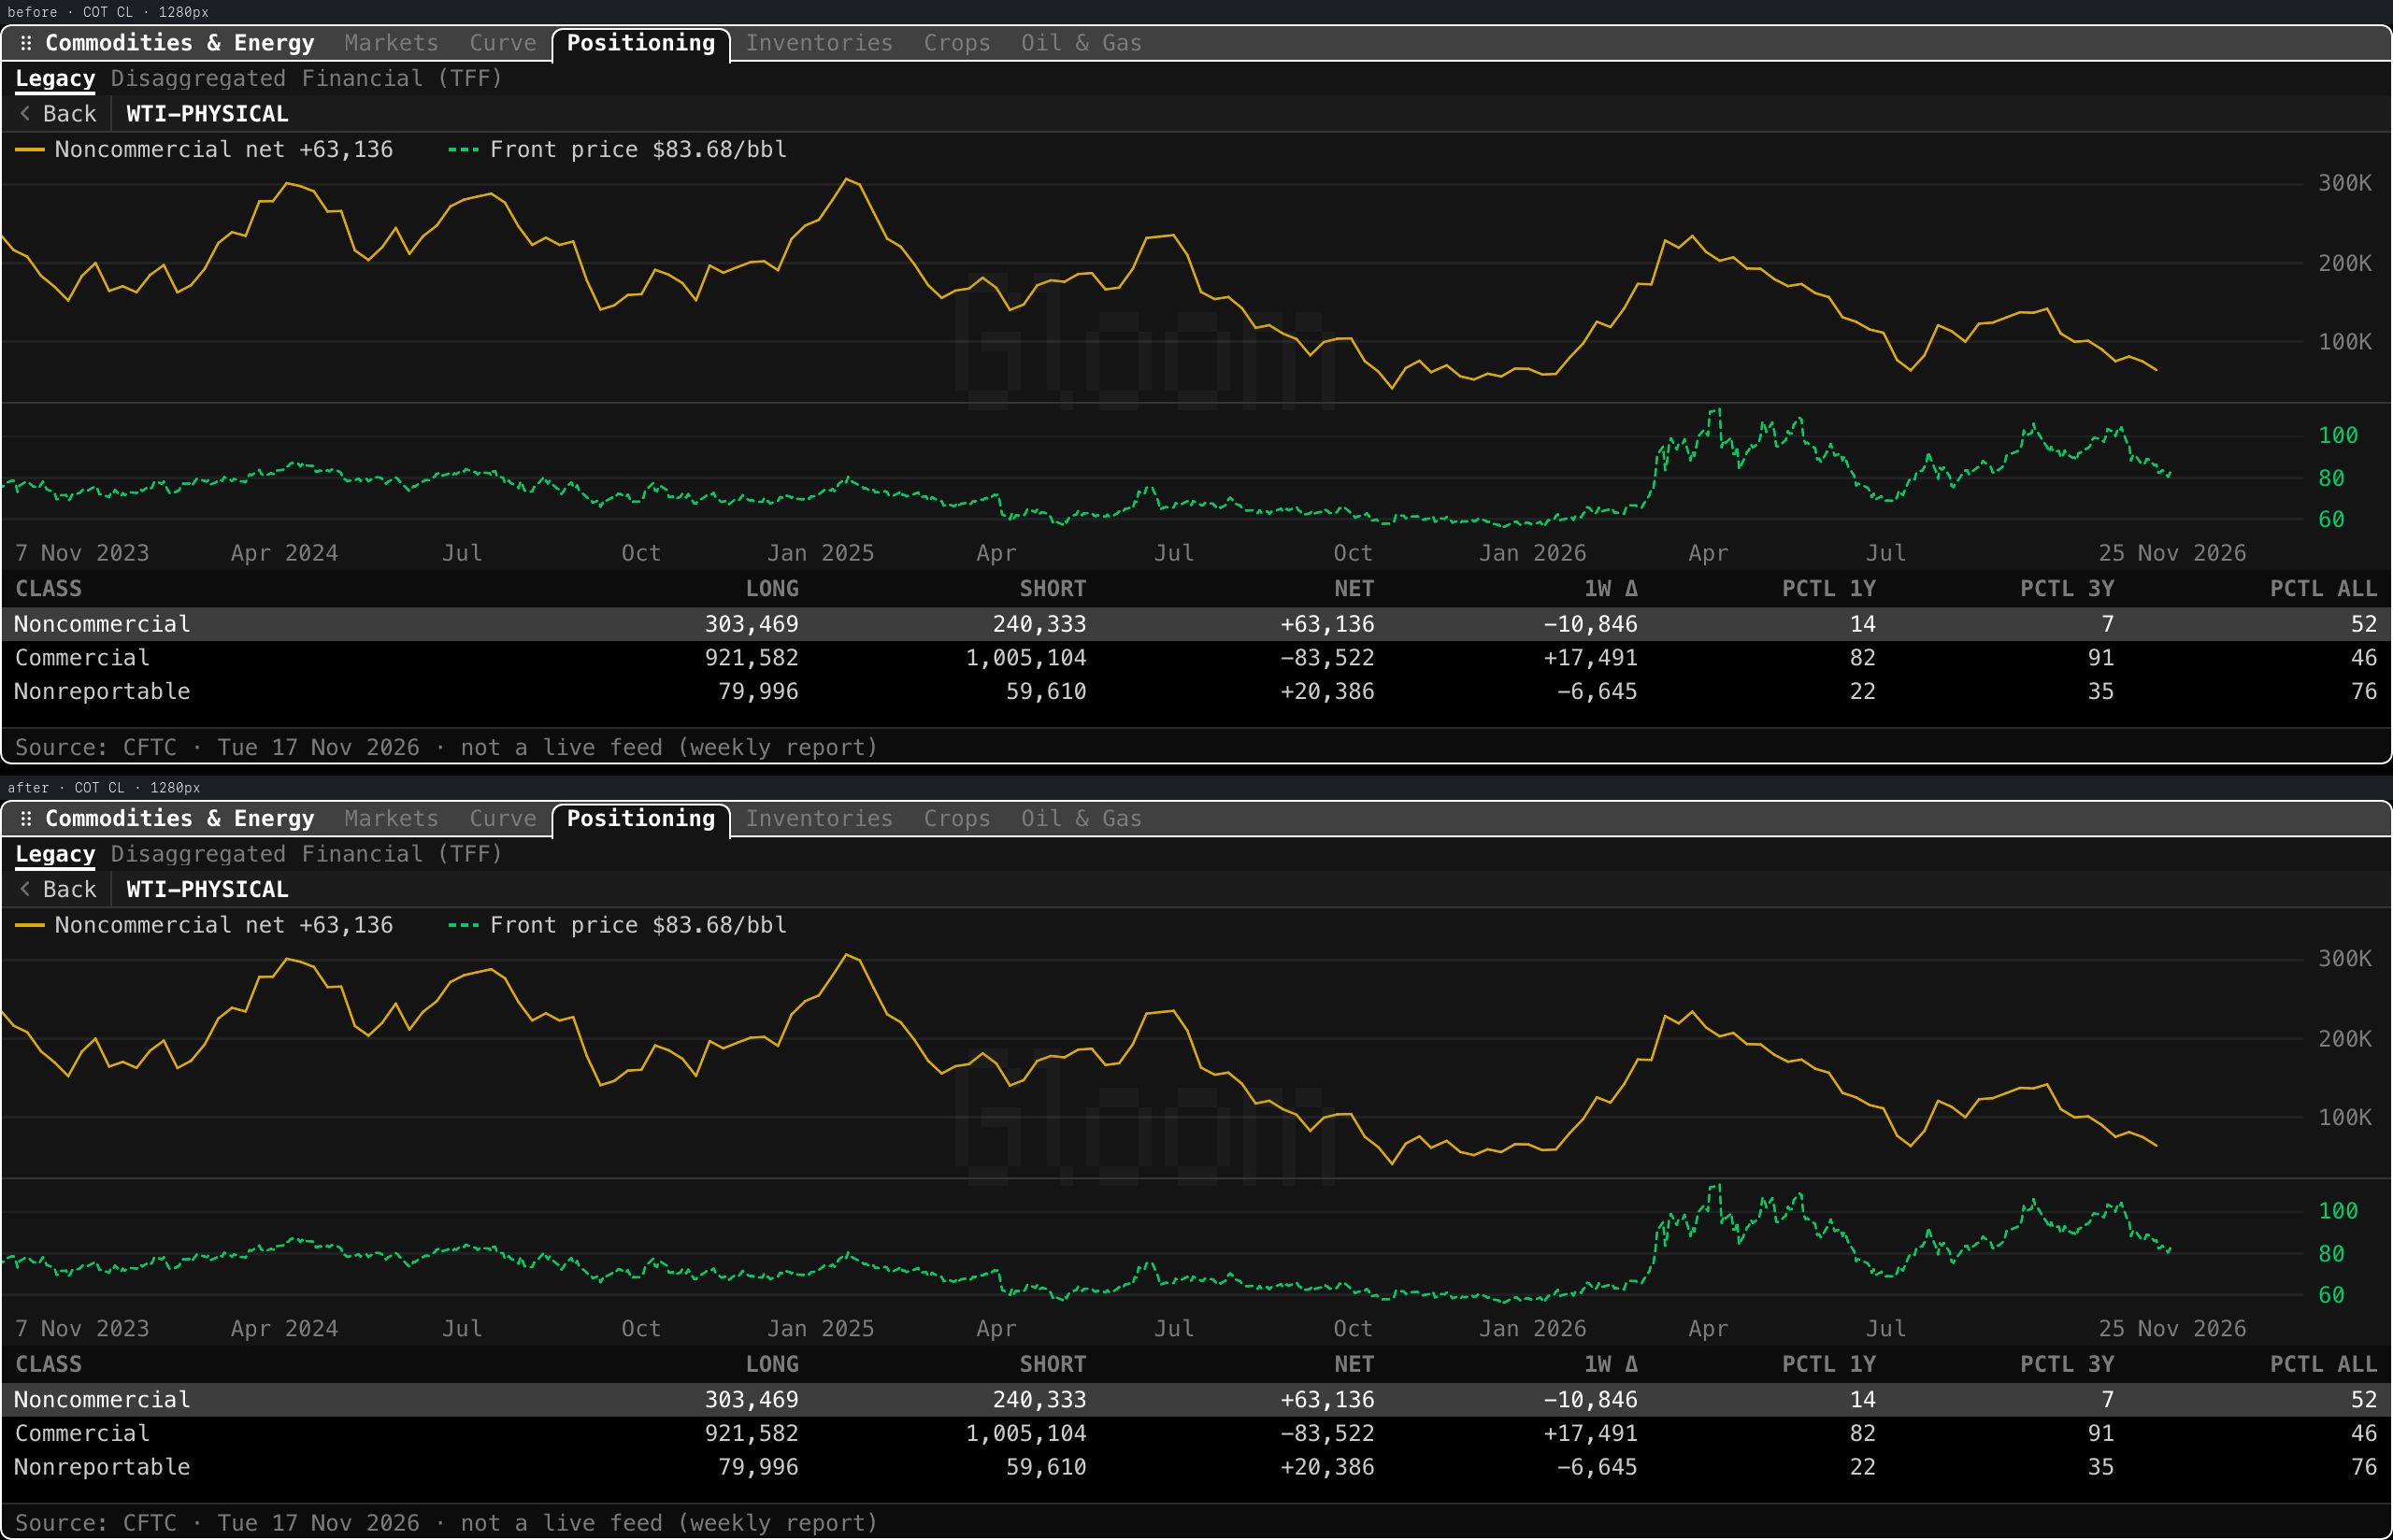 before · COT CL · 1280px
Commodities & Energy Markets Curve Positioning Inventories Crops Oil & Gas
Legacy Disaggregated Financial (TFF)
< Back WTI–PHYSICAL
Noncommercial net +63,136 Front price $83.68/bbl
300K
200K
100K
Gloom
100
80
60
7 Nov 2023 Apr 2024 Jul Oct Jan 2025 Apr Jul Oct Jan 2026 Apr Jul 25 Nov 2026
CLASS LONG SHORT NET 1W Δ PCTL 1Y PCTL 3Y PCTL ALL
Noncommercial 303,469 240,333 +63,136 −10,846 14 7 52
Commercial 921,582 1,005,104 −83,522 +17,491 82 91 46
Nonreportable 79,996 59,610 +20,386 −6,645 22 35 76
Source: CFTC · Tue 17 Nov 2026 · not a live feed (weekly report)
after · COT CL · 1280px
Commodities & Energy Markets Curve Positioning Inventories Crops Oil & Gas
Legacy Disaggregated Financial (TFF)
< Back WTI–PHYSICAL
Noncommercial net +63,136 Front price $83.68/bbl
300K
200K
100K
Gloom
100
80
60
7 Nov 2023 Apr 2024 Jul Oct Jan 2025 Apr Jul Oct Jan 2026 Apr Jul 25 Nov 2026
CLASS LONG SHORT NET 1W Δ PCTL 1Y PCTL 3Y PCTL ALL
Noncommercial 303,469 240,333 +63,136 −10,846 14 7 52
Commercial 921,582 1,005,104 −83,522 +17,491 82 91 46
Nonreportable 79,996 59,610 +20,386 −6,645 22 35 76
Source: CFTC · Tue 17 Nov 2026 · not a live feed (weekly report)